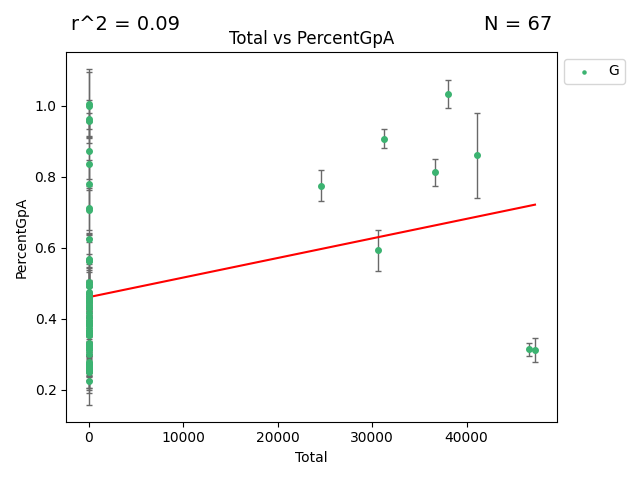 r^2 = 0.09
N = 67
Total vs PercentGpA
G
PercentGpA
1.0
0.8
0.6
0.4
0.2
0
10000
20000
30000
40000
Total